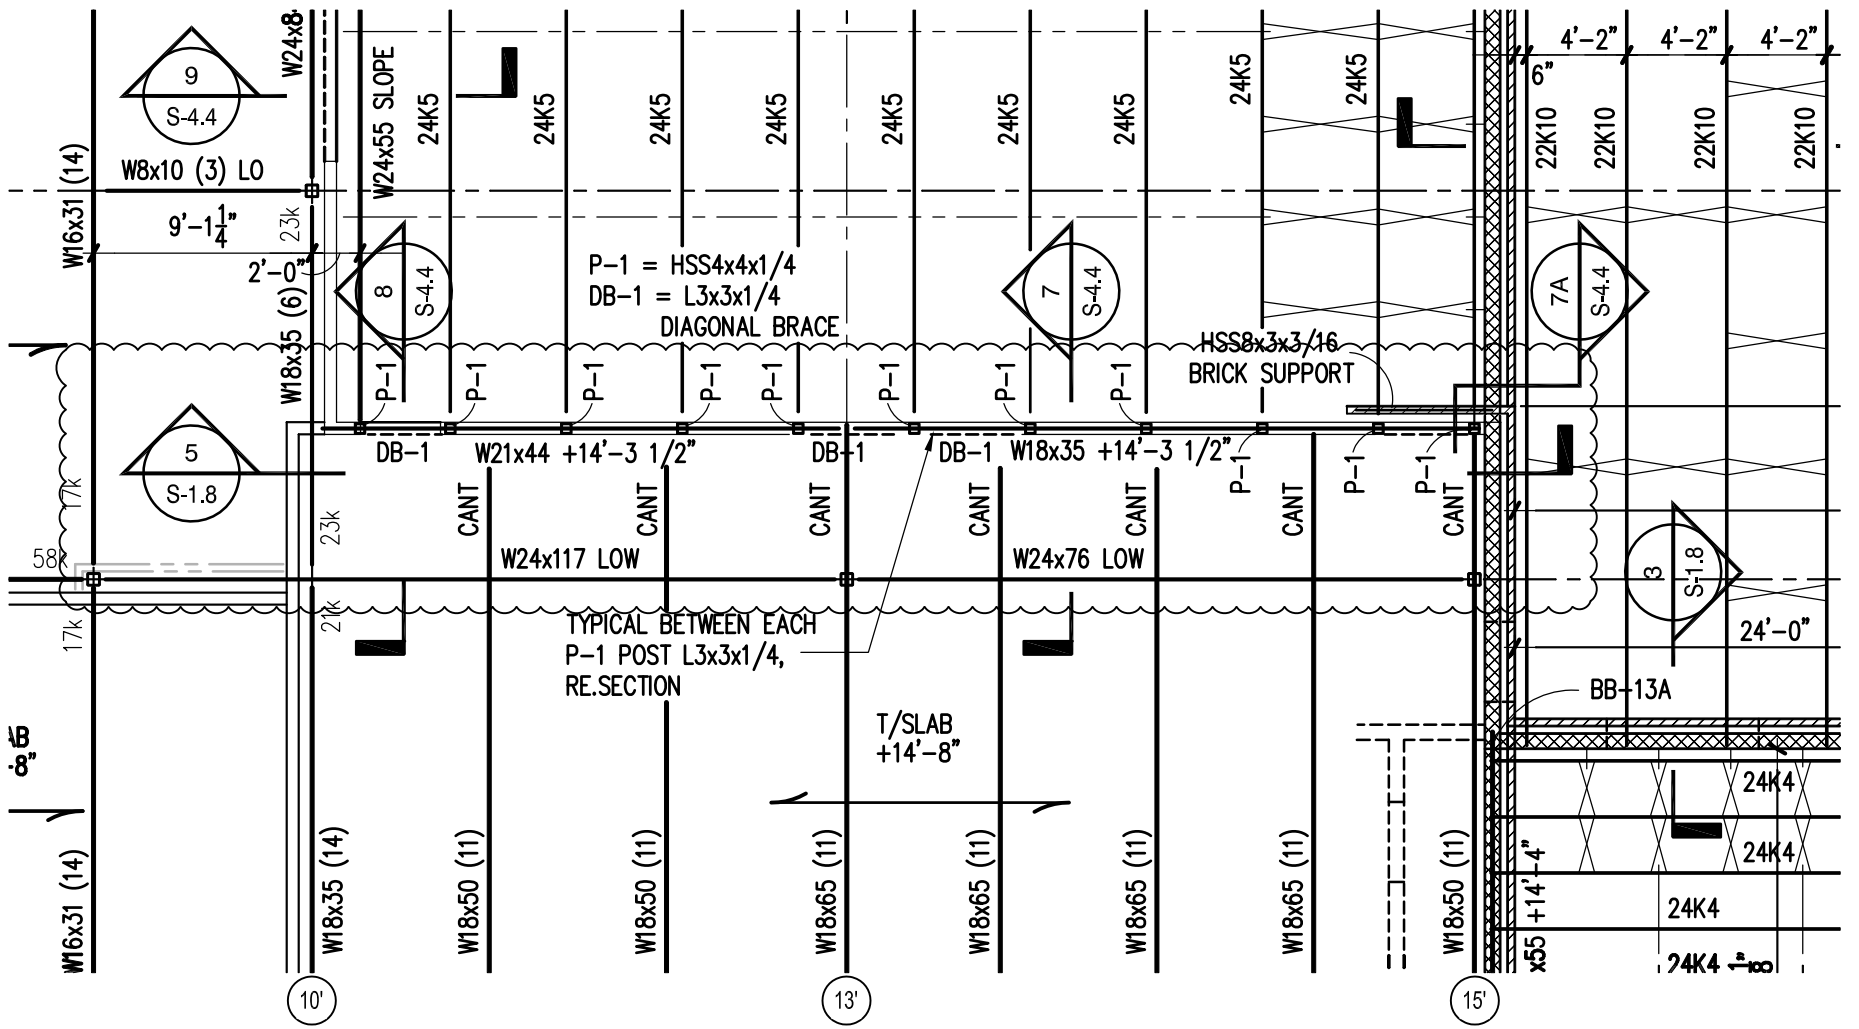 W24x8
9
S-4.4
W24x55 SLOPE
24K5
24K5
24K5
24K5
24K5
24K5
24K5
24K5
24K5
4'-2"
4'-2"
4'-2"
6"
22K10
22K10
22K10
22K10
W16x31 (14)
W8x10 (3) LO
9'-1 1/4"
23k
2'-0"
W18x35 (6)
8
S-4.4
P-1 = HSS4x4x1/4
DB-1 = L3x3x1/4
DIAGONAL BRACE
7
S-4.4
7A
S-4.4
HSS8x3x3/16
BRICK SUPPORT
P-1
P-1
P-1
P-1
P-1
P-1
P-1
P-1
5
S-1.8
DB-1
W21x44 +14'-3 1/2"
DB-1
DB-1
W18x35 +14'-3 1/2"
P-1
P-1
P-1
17k
CANT
CANT
CANT
CANT
CANT
CANT
23k
58k
W24x117 LOW
W24x76 LOW
3
S-1.8
17k
21k
TYPICAL BETWEEN EACH
P-1 POST L3x3x1/4,
RE.SECTION
24'-0"
BB-13A
T/SLAB
+14'-8"
AB
-8"
24K4
24K4
24K4
24K4
1"
8
W16x31 (14)
W18x35 (14)
W18x50 (11)
W18x50 (11)
W18x65 (11)
W18x65 (11)
W18x65 (11)
W18x65 (11)
W18x50 (11)
x55 +14'-4"
10'
13'
15'